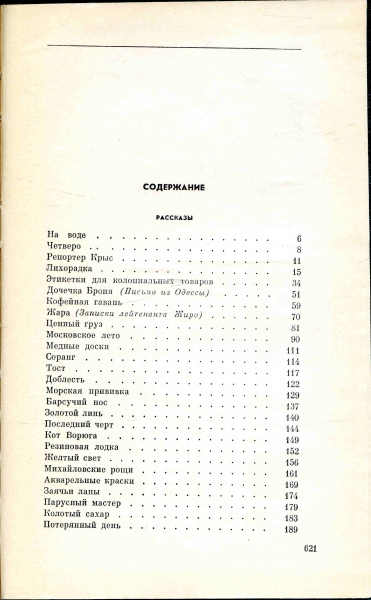 СОДЕРЖАНИЕ
РАССКАЗЫ
На воде . . . . . . . . . . . . . . . 6
Четверо . . . . . . . . . . . . . . . 8
Репортер Крыс . . . . . . . . . . . . . 11
Лихорадка . . . . . . . . . . . . . . 15
Этикетки для колониальных товаров . . . . . 34
Дочечка Броня (Письмо из Одессы) . . . . . 51
Кофейная гавань . . . . . . . . . . . . 59
Жара (Записки лейтенанта Жиро) . . . . . . 70
Ценный груз . . . . . . . . . . . . . 81
Московское лето . . . . . . . . . . . . 90
Медные доски . . . . . . . . . . . . . 111
Соранг . . . . . . . . . . . . . . . 114
Тост . . . . . . . . . . . . . . . . 117
Доблесть . . . . . . . . . . . . . . . 122
Морская прививка . . . . . . . . . . . . 129
Барсучий нос . . . . . . . . . . . . . 137
Золотой линь . . . . . . . . . . . . . 140
Последний черт . . . . . . . . . . . . 144
Кот Ворюга . . . . . . . . . . . . . . 149
Резиновая лодка . . . . . . . . . . . . 152
Желтый свет . . . . . . . . . . . . . 156
Михайловские рощи . . . . . . . . . . . 161
Акварельные краски . . . . . . . . . . . 169
Заячьи лапы . . . . . . . . . . . . . 174
Парусный мастер . . . . . . . . . . . . 179
Колотый сахар . . . . . . . . . . . . . 183
Потерянный день . . . . . . . . . . . . 189
621